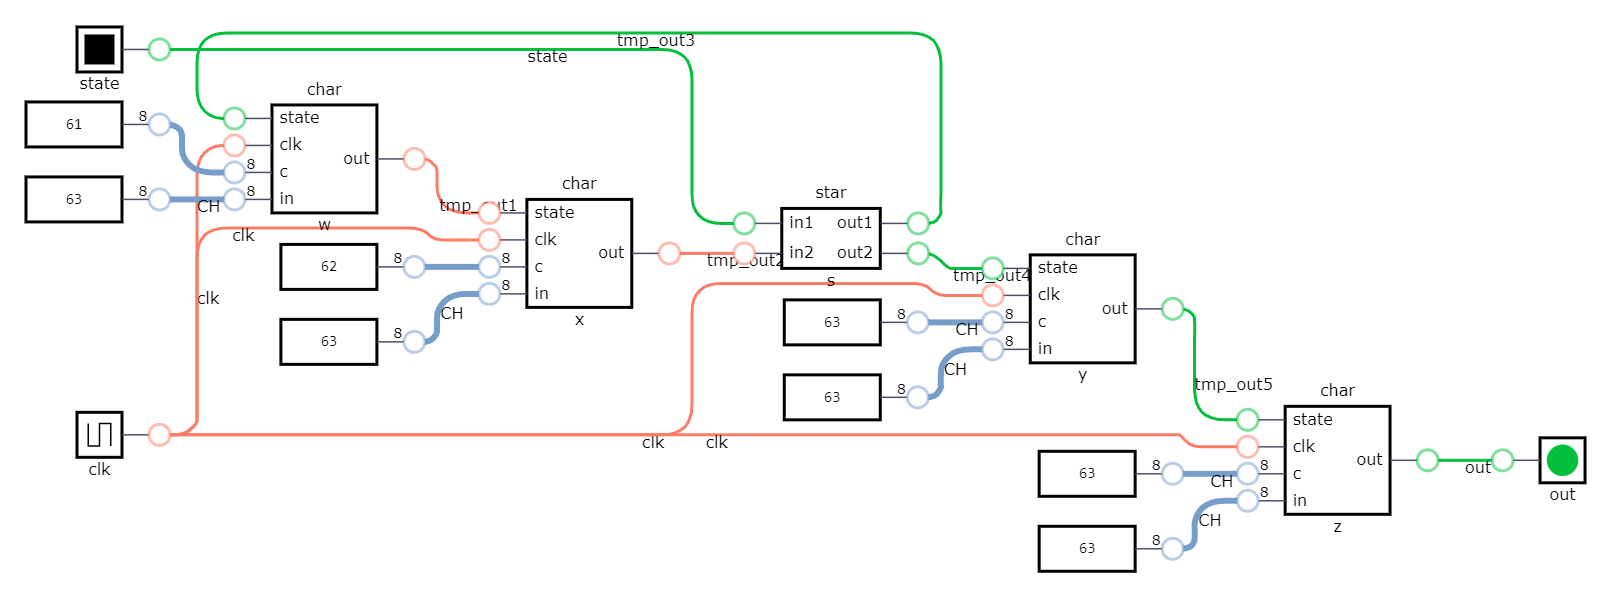 state
61
8
63
8
char
state
clk
8
c
8
in
out
w
CH
tmp_out3
state
clk
clk
tmp_out1
62
8
63
8
char
state
clk
8
c
8
in
out
x
CH
tmp_out2
star
in1
out1
in2
out2
s
tmp_out4
63
8
63
8
CH
CH
char
state
clk
8
c
8
in
out
y
tmp_out5
clk
clk
clk
63
8
63
8
CH
CH
char
state
clk
8
c
8
in
out
z
out
out